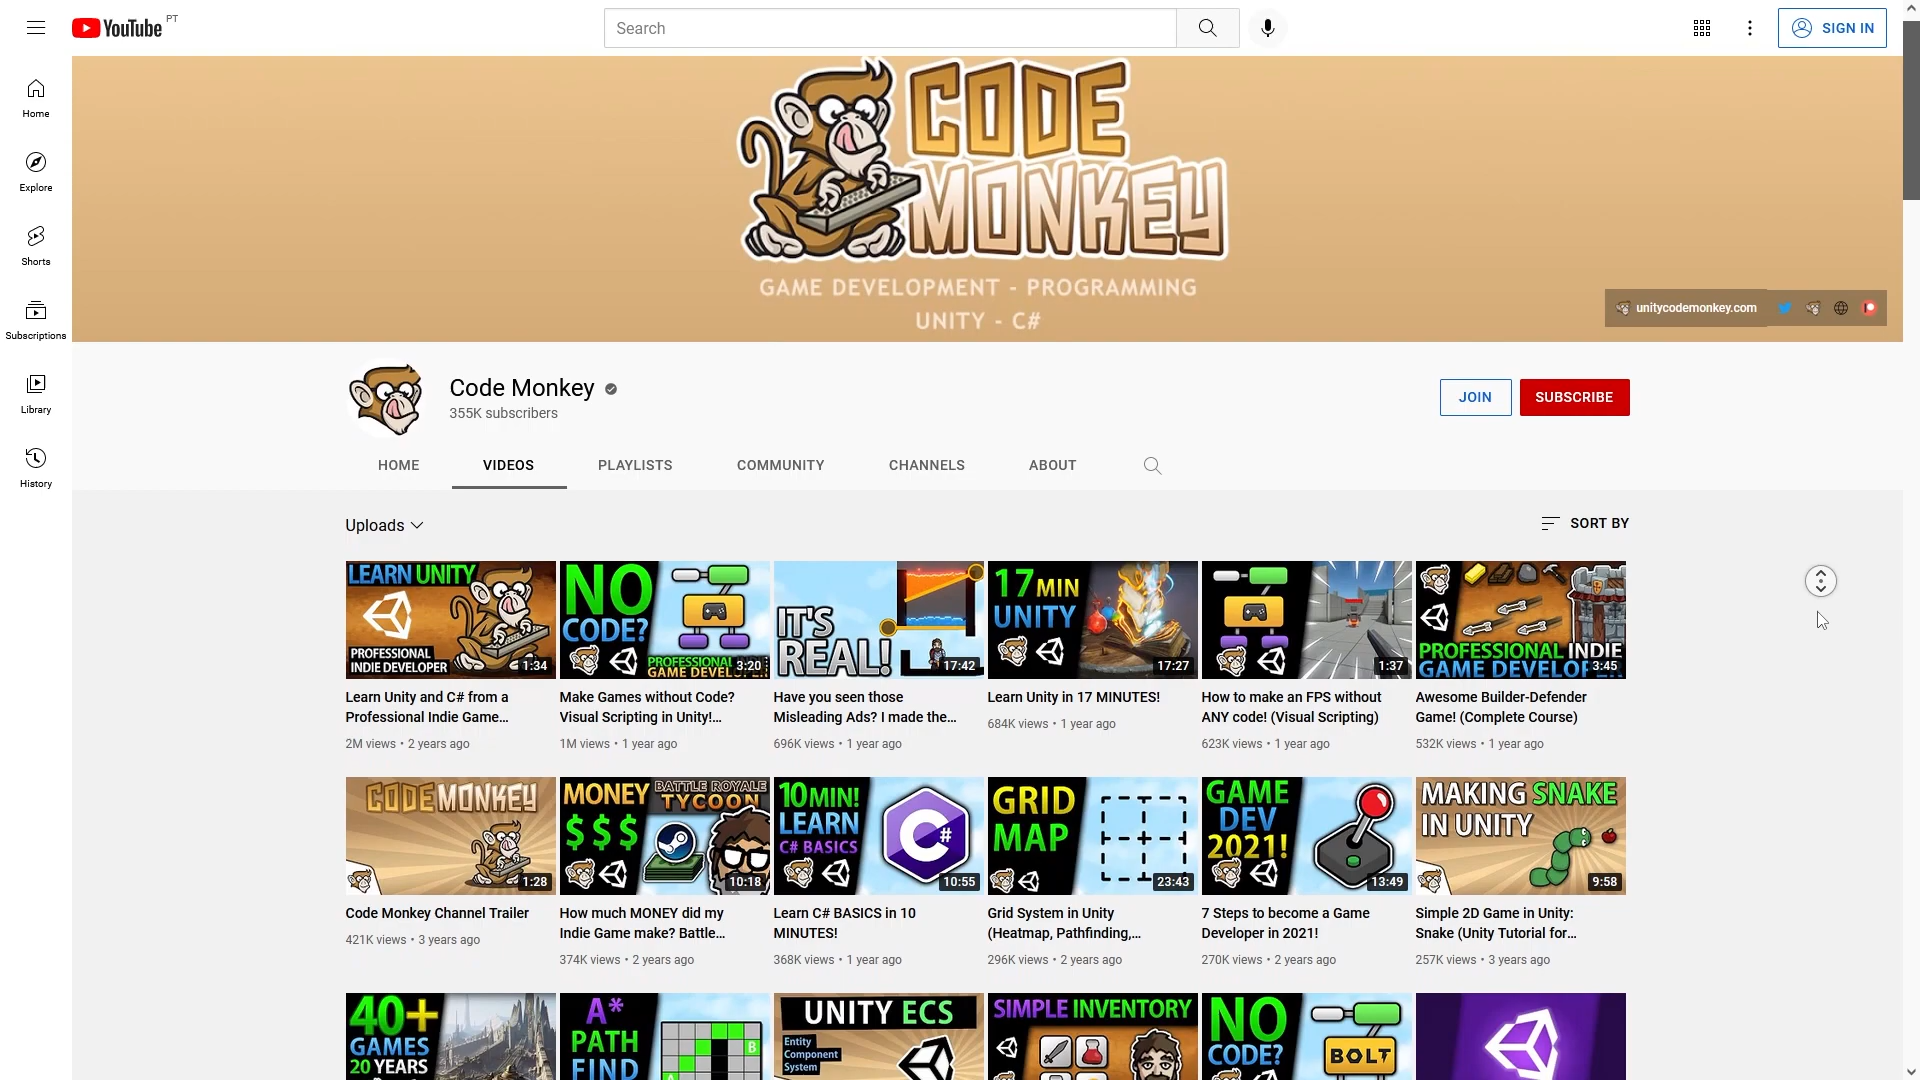 YouTube PT
Search
SIGN IN
Home
Explore
Shorts
Subscriptions
Library
History
CODE
MONKEY
GAME DEVELOPMENT - PROGRAMMING
UNITY - C#
unitycodemonkey.com
Code Monkey
355K subscribers
JOIN
SUBSCRIBE
HOME
VIDEOS
PLAYLISTS
COMMUNITY
CHANNELS
ABOUT
Uploads
SORT BY
LEARN UNITY
PROFESSIONAL
INDIE DEVELOPER
1:34
NO
CODE?
PROFESSIONAL
GAME DEVELOPER
3:20
IT'S
REAL!
17:42
17 MIN
UNITY
17:27
1:37
PROFESSIONAL INDIE
GAME DEVELOPER
3:45
Learn Unity and C# from a
Professional Indie Game...
2M views • 2 years ago
Make Games without Code?
Visual Scripting in Unity!...
1M views • 1 year ago
Have you seen those
Misleading Ads? I made the...
696K views • 1 year ago
Learn Unity in 17 MINUTES!
684K views • 1 year ago
How to make an FPS without
ANY code! (Visual Scripting)
623K views • 1 year ago
Awesome Builder-Defender
Game! (Complete Course)
532K views • 1 year ago
CODE MONKEY
1:28
MONEY
$$$
BATTLE ROYALE
TYCOON
10:18
10MIN!
LEARN
C# BASICS
C#
10:55
GRID
MAP
23:43
GAME
DEV
2021!
13:49
MAKING SNAKE
IN UNITY
9:58
Code Monkey Channel Trailer
421K views • 3 years ago
How much MONEY did my
Indie Game make? Battle...
374K views • 2 years ago
Learn C# BASICS in 10
MINUTES!
368K views • 1 year ago
Grid System in Unity
(Heatmap, Pathfinding,...
296K views • 2 years ago
7 Steps to become a Game
Developer in 2021!
270K views • 2 years ago
Simple 2D Game in Unity:
Snake (Unity Tutorial for...
257K views • 3 years ago
40+
GAMES
20 YEARS
A*
PATH
FIND
B
UNITY ECS
Entity
Component
System
SIMPLE INVENTORY
NO
CODE?
BOLT